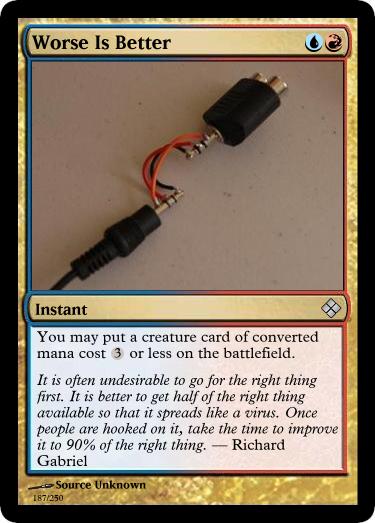 Worse Is Better
Instant
You may put a creature card of converted
mana cost 3 or less on the battlefield.
It is often undesirable to go for the right thing
first. It is better to get half of the right thing
available so that it spreads like a virus. Once
people are hooked on it, take the time to improve
it to 90% of the right thing. — Richard
Gabriel
Source Unknown
187/250